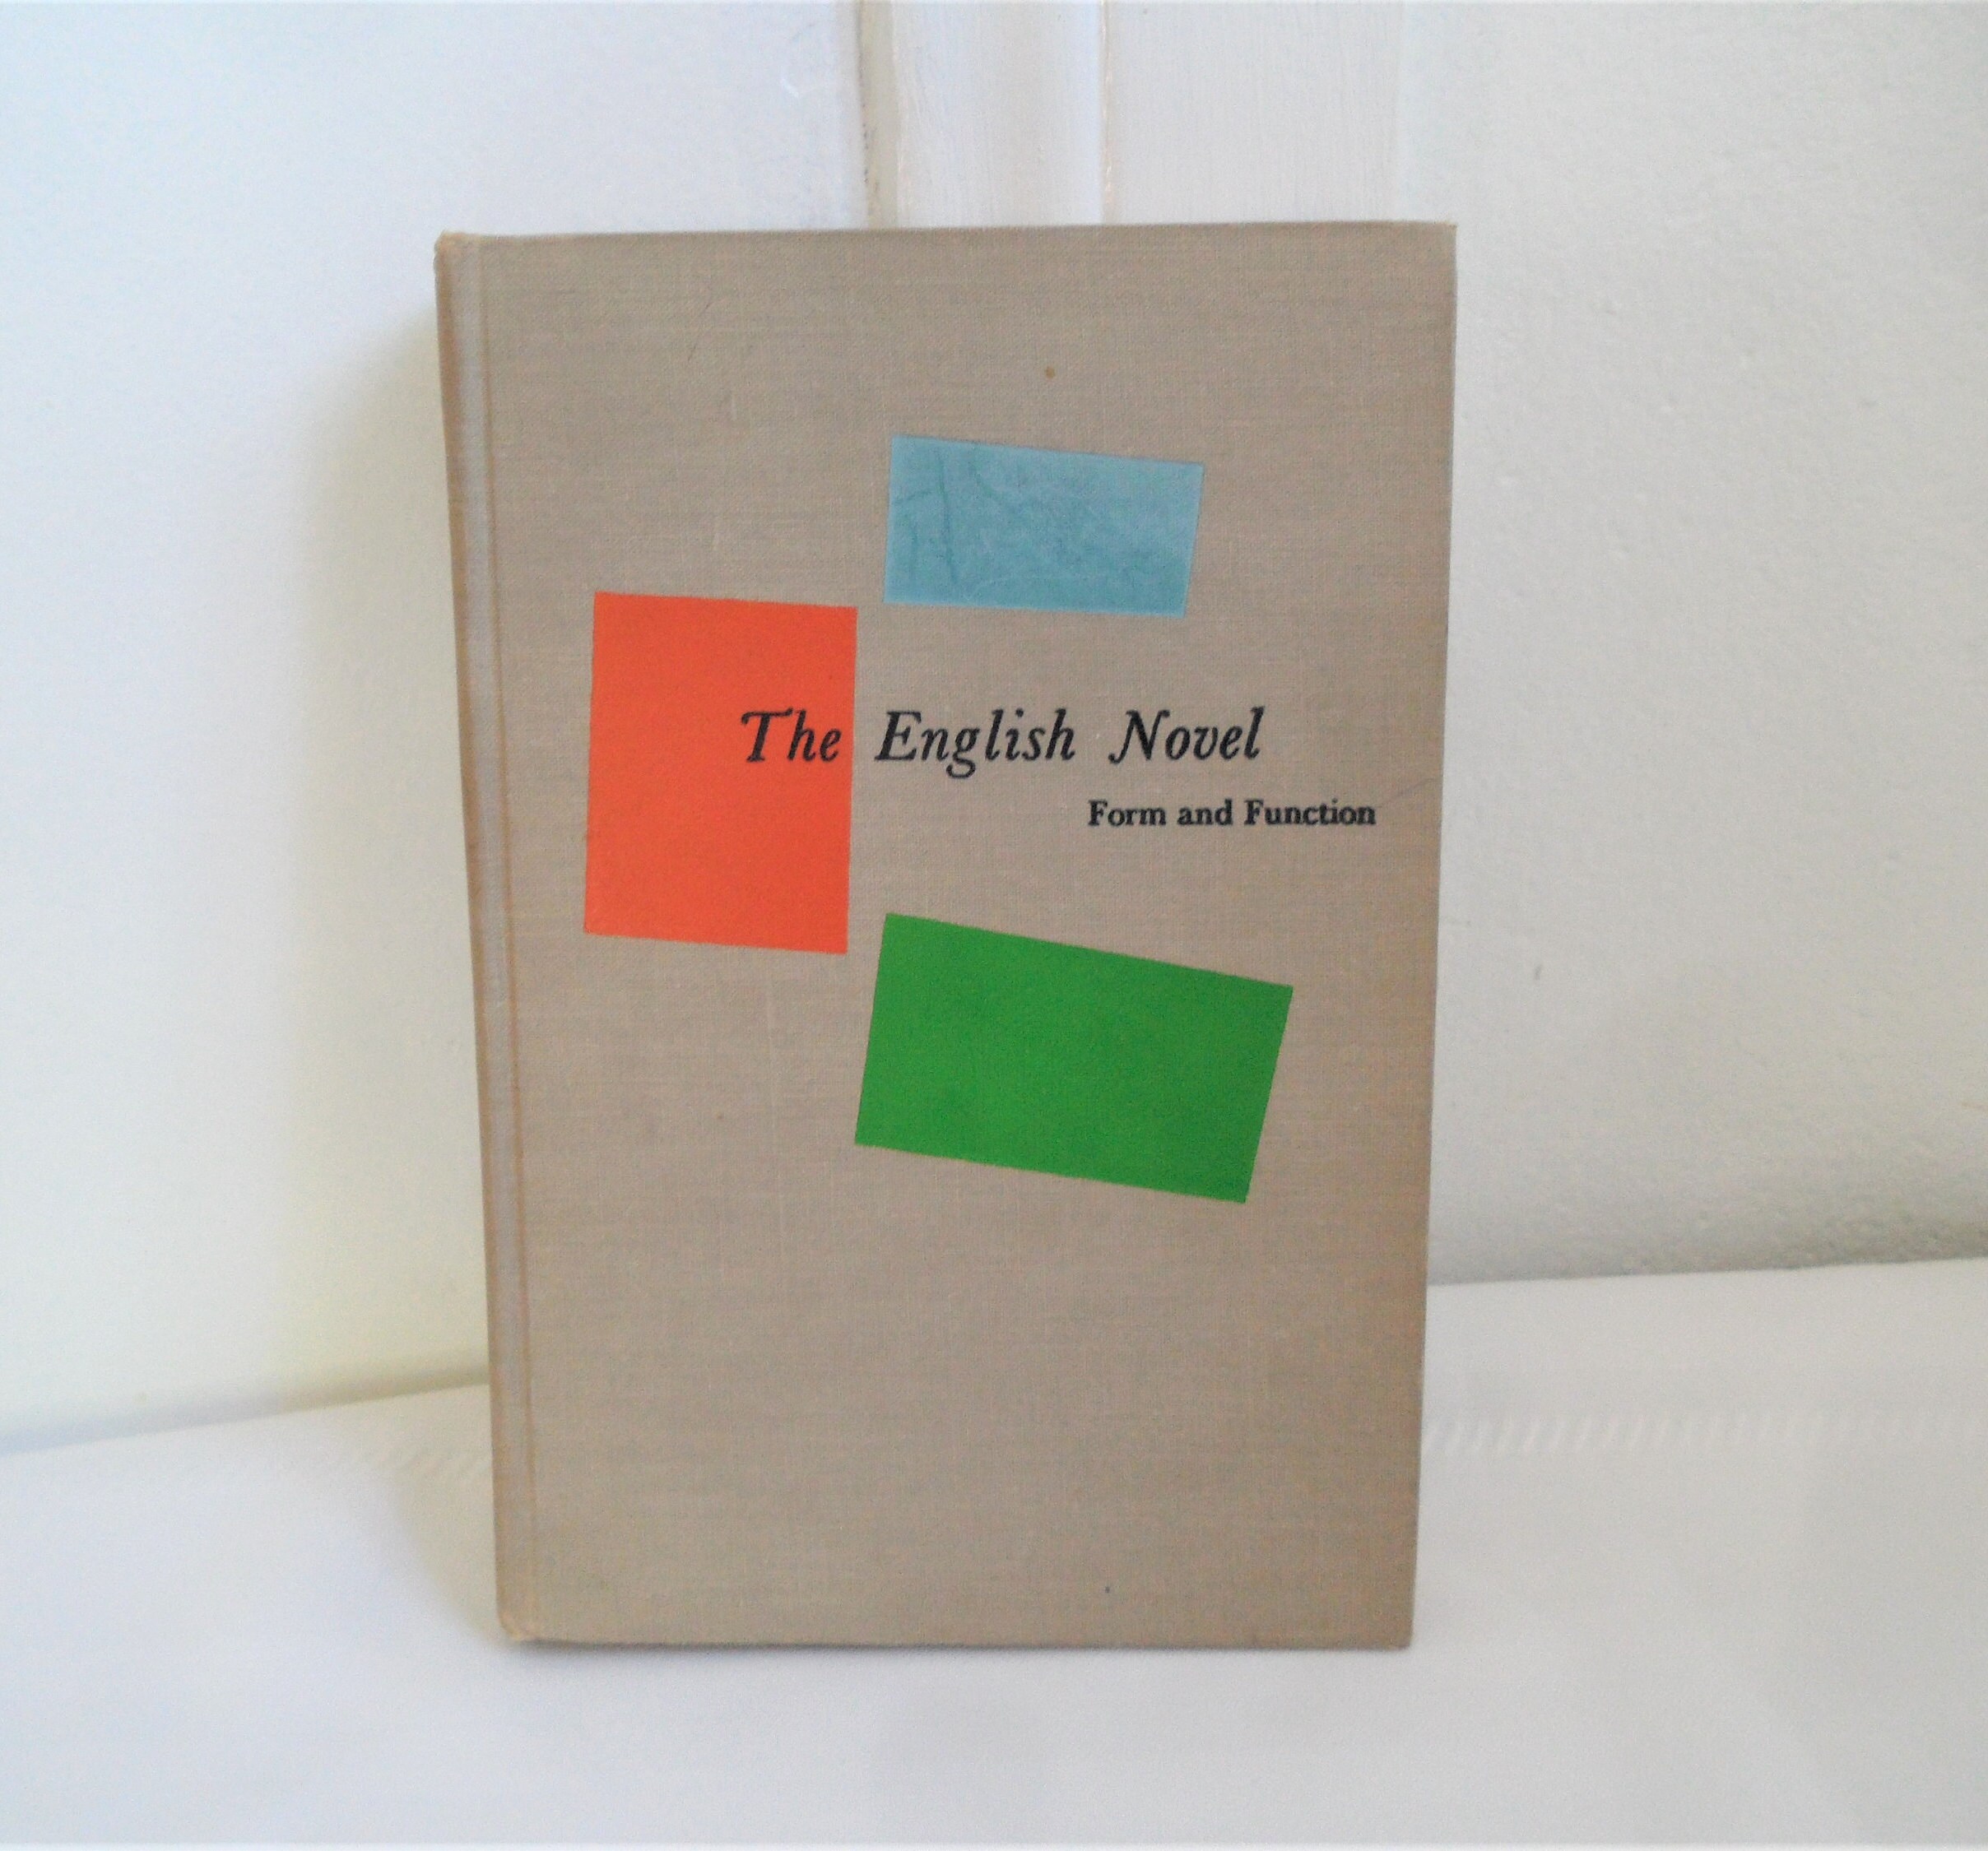 The English Novel
Form and Function